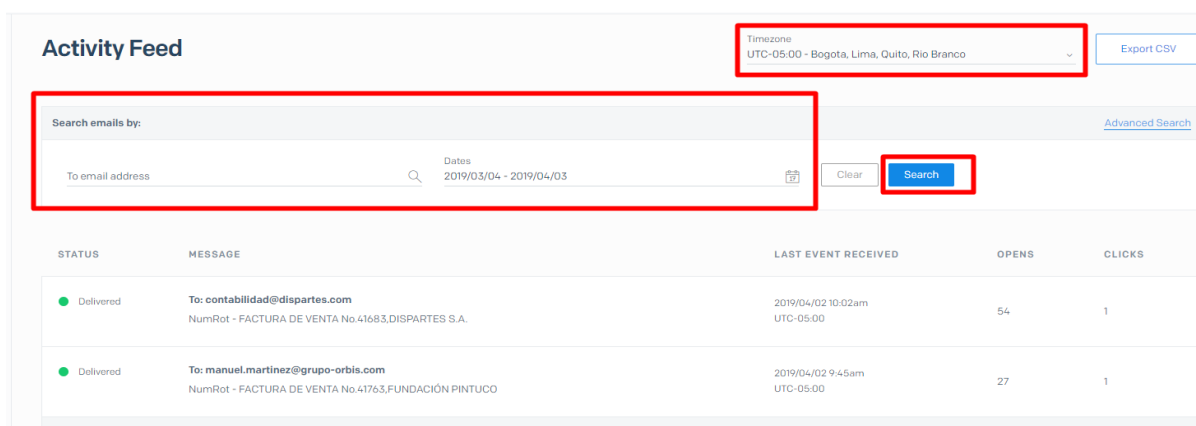 Activity Feed
Timezone
UTC-05:00 - Bogota, Lima, Quito, Rio Branco
Export CSV
Search emails by:
Advanced Search
To email address
Dates
2019/03/04 - 2019/04/03
Clear
Search
STATUS MESSAGE LAST EVENT RECEIVED OPENS CLICKS
Delivered
To: contabilidad@dispartes.com
NumRot - FACTURA DE VENTA No.41683,DISPARTES S.A.
2019/04/02 10:02am
UTC-05:00
54
1
Delivered
To: manuel.martinez@grupo-orbis.com
NumRot - FACTURA DE VENTA No.41763,FUNDACIÓN PINTUCO
2019/04/02 9:45am
UTC-05:00
27
1